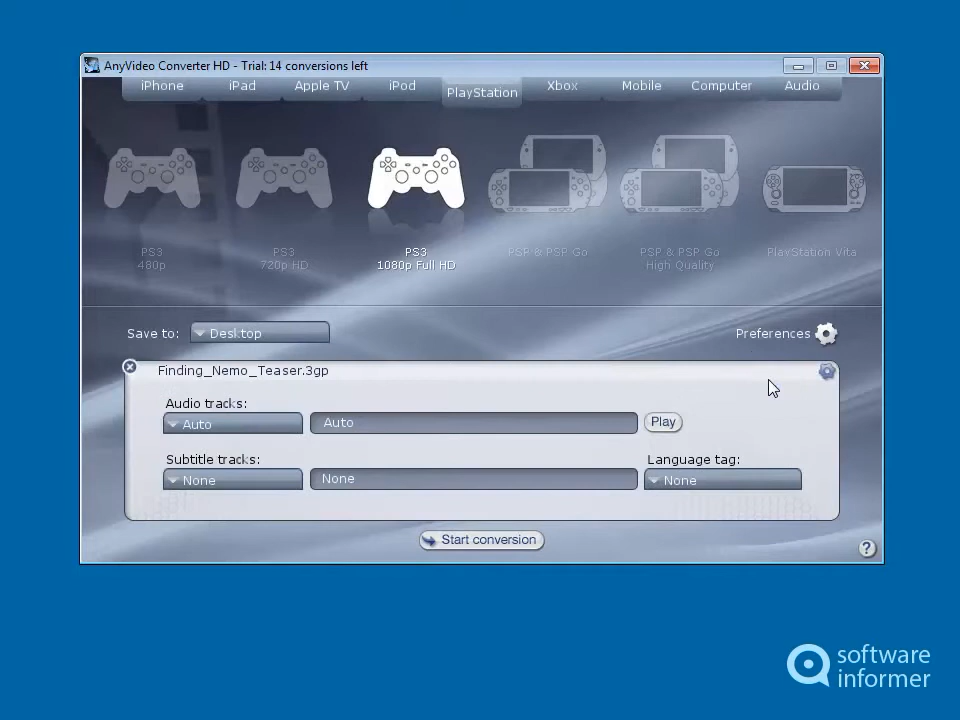 AnyVideo Converter HD - Trial: 14 conversions left
iPhone iPad Apple TV iPod PlayStation Xbox Mobile Computer Audio
PS3 PS3 PS3 PSP & PSP Go PSP & PSP Go PlayStation Vita
480p 720p HD 1080p Full HD High Quality
Save to: Desktop Preferences
Finding_Nemo_Teaser.3gp
Audio tracks:
Auto Auto Play
Subtitle tracks: Language tag:
None None None
Start conversion
?
software
informer